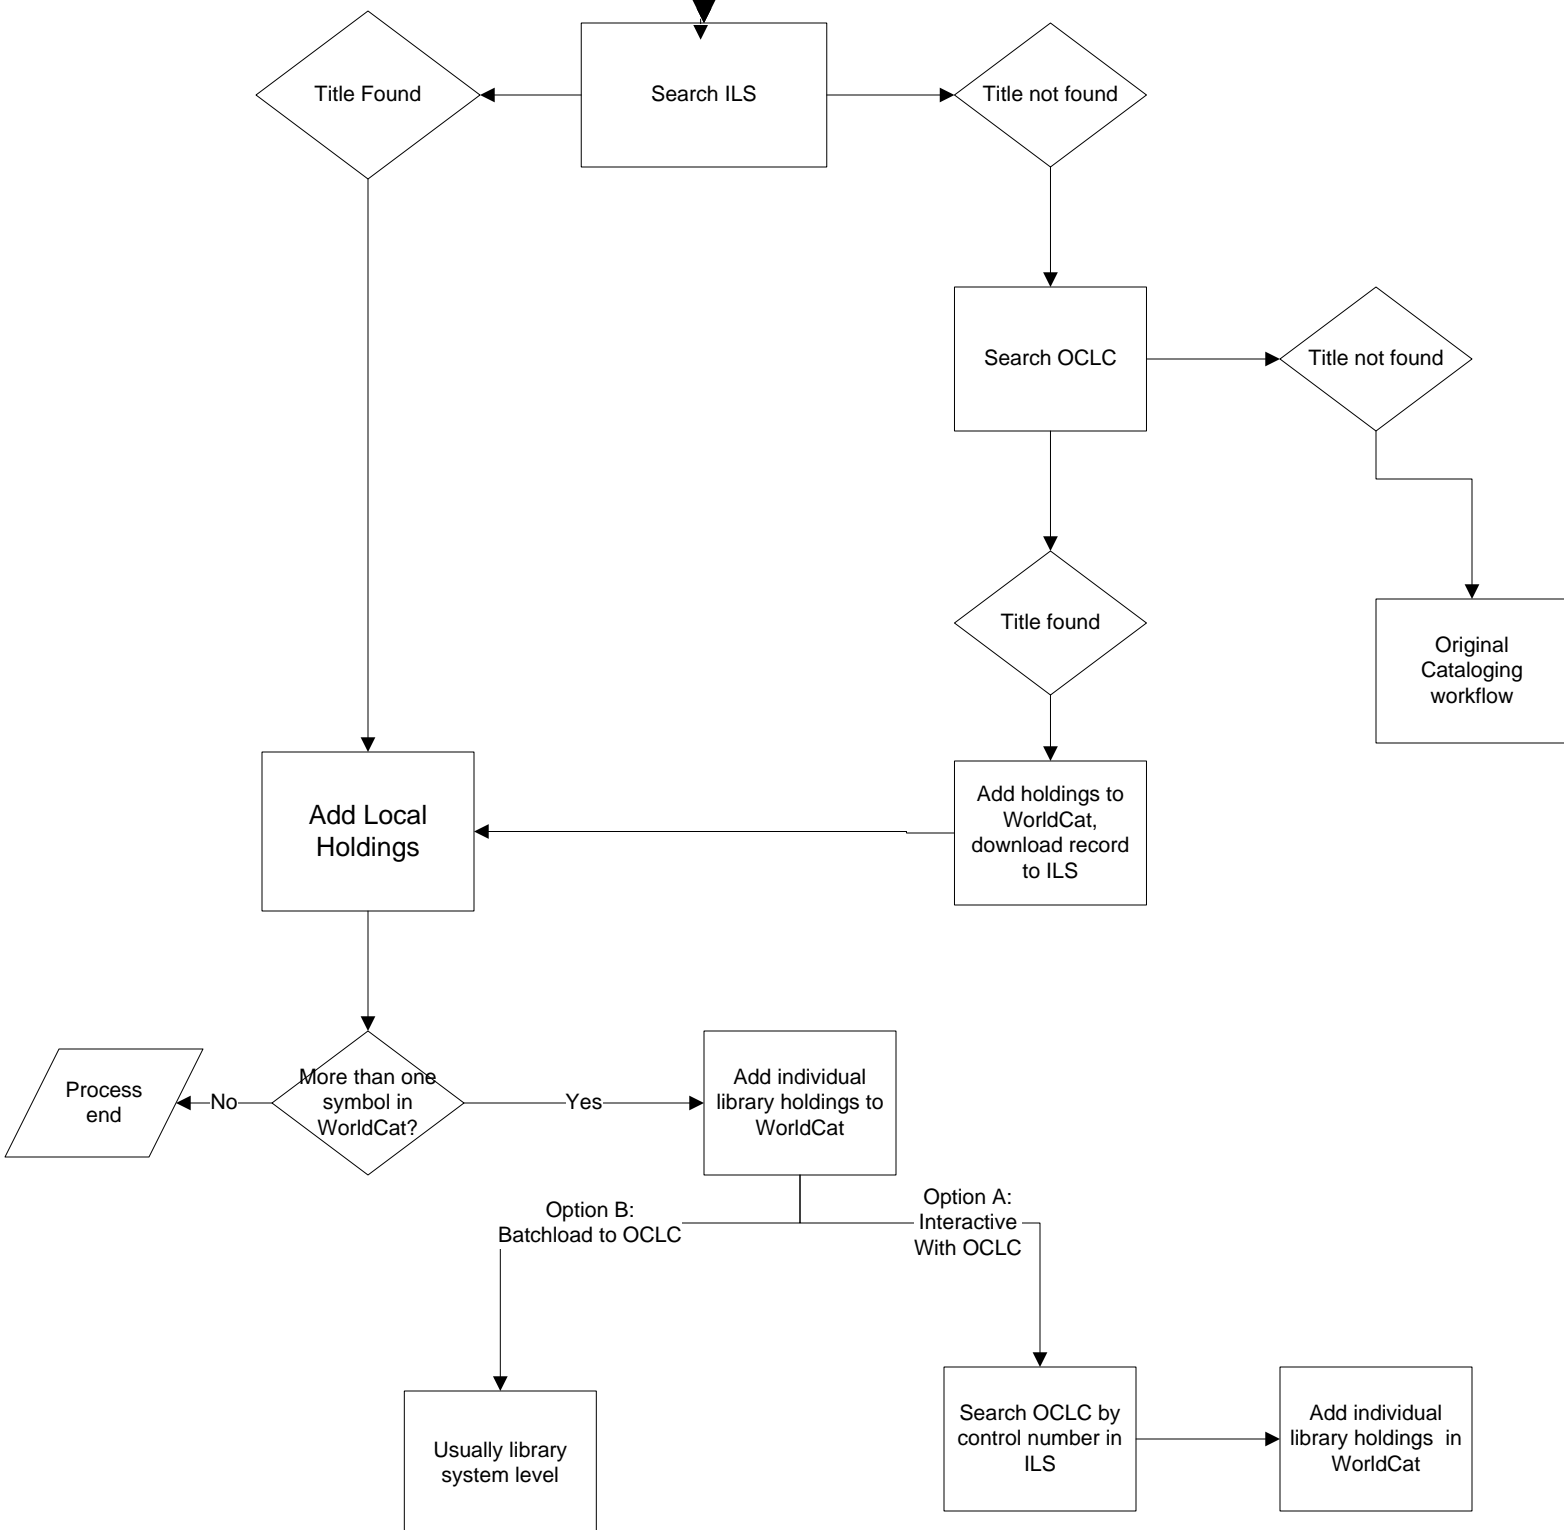 Title Found
Search ILS
Title not found
Search OCLC
Title not found
Title found
Original
Cataloging
workflow
Add Local
Holdings
Add holdings to
WorldCat,
download record
to ILS
Process
end
No
More than one
symbol in
WorldCat?
Yes
Add individual
library holdings to
WorldCat
Option B:
Batchload to OCLC
Option A:
Interactive
With OCLC
Usually library
system level
Search OCLC by
control number in
ILS
Add individual
library holdings in
WorldCat